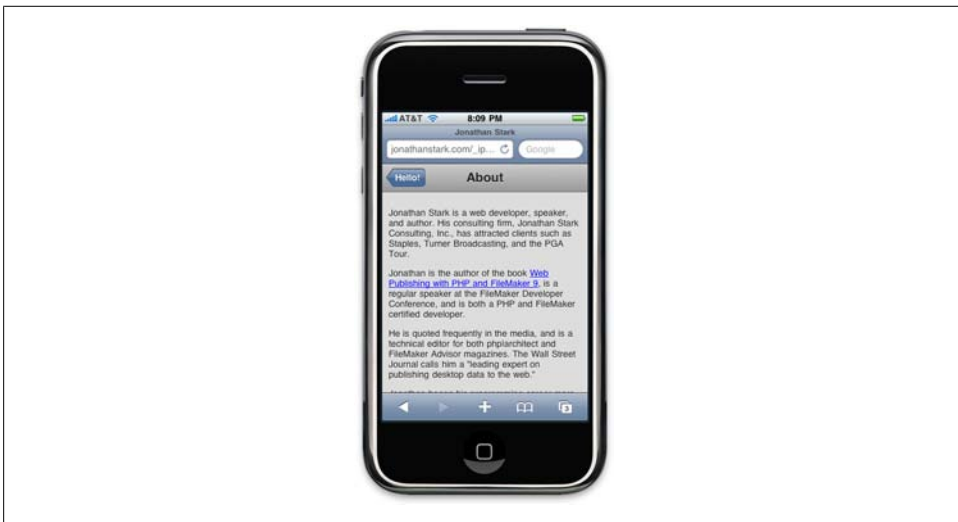 AT&T 8:09 PM
Jonathan Stark
jonathanstark.com/_ip... Google
Hello! About
Jonathan Stark is a web developer, speaker,
and author. His consulting firm, Jonathan Stark
Consulting, Inc., has attracted clients such as
Staples, Turner Broadcasting, and the PGA
Tour.
Jonathan is the author of the book Web
Publishing with PHP and FileMaker 9, is a
regular speaker at the FileMaker Developer
Conference, and is both a PHP and FileMaker
certified developer.
He is quoted frequently in the media, and is a
technical editor for both php|architect and
FileMaker Advisor magazines. The Wall Street
Journal calls him a "leading expert on
publishing desktop data to the web."
3